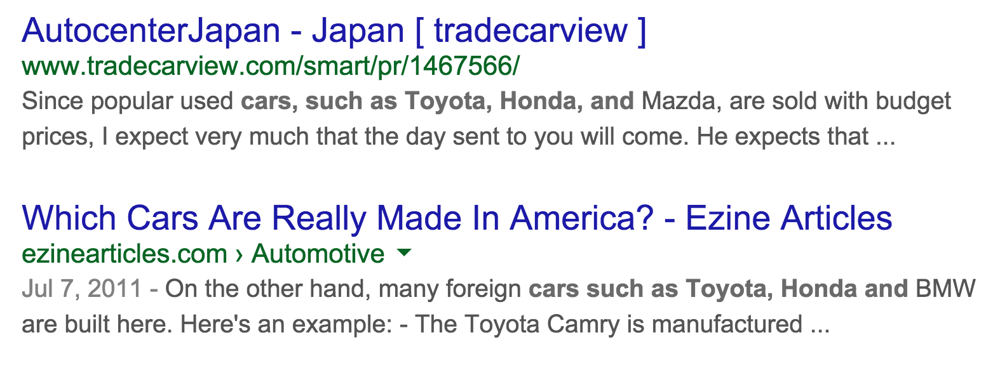 AutocenterJapan - Japan [ tradecarview ]
www.tradecarview.com/smart/pr/1467566/
Since popular used cars, such as Toyota, Honda, and Mazda, are sold with budget
prices, I expect very much that the day sent to you will come. He expects that ...
Which Cars Are Really Made In America? - Ezine Articles
ezinearticles.com › Automotive
Jul 7, 2011 - On the other hand, many foreign cars such as Toyota, Honda and BMW
are built here. Here's an example: - The Toyota Camry is manufactured ...